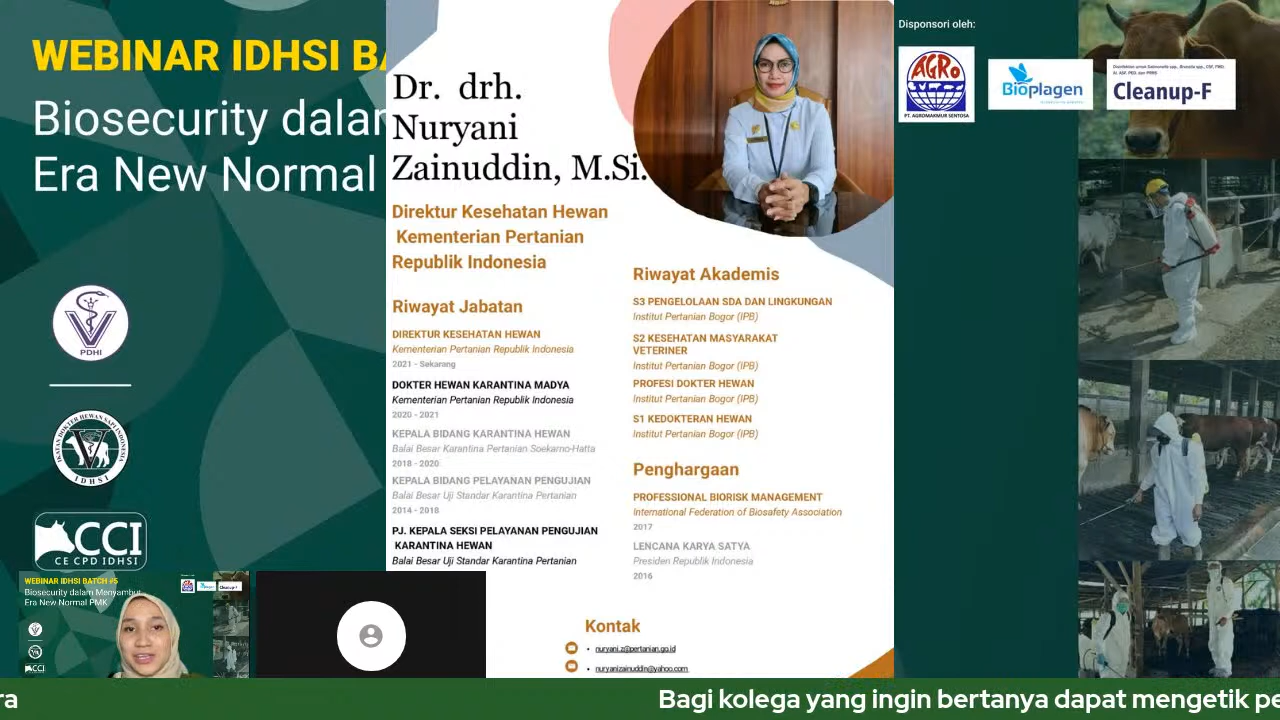 WEBINAR IDHSI BA
Biosecurity dalam
Era New Normal
PDHI
IKATAN DOKTER HEWAN SAPI INDONESIA
IDHSI
CCI
CE CPD IDHSI
WEBINAR IDHSI BATCH #5
Biosecurity dalam Menyambut
Era New Normal PMK
Cleanup-F
CCI
Dr. drh.
Nuryani
Zainuddin, M.Si.
Direktur Kesehatan Hewan
Kementerian Pertanian
Republik Indonesia
Riwayat Jabatan
DIREKTUR KESEHATAN HEWAN
Kementerian Pertanian Republik Indonesia
2021 - Sekarang
DOKTER HEWAN KARANTINA MADYA
Kementerian Pertanian Republik Indonesia
2020 - 2021
KEPALA BIDANG KARANTINA HEWAN
Balai Besar Karantina Pertanian Soekarno-Hatta
2018 - 2020
KEPALA BIDANG PELAYANAN PENGUJIAN
Balai Besar Uji Standar Karantina Pertanian
2014 - 2018
PJ. KEPALA SEKSI PELAYANAN PENGUJIAN
KARANTINA HEWAN
Balai Besar Uji Standar Karantina Pertanian
Riwayat Akademis
S3 PENGELOLAAN SDA DAN LINGKUNGAN
Institut Pertanian Bogor (IPB)
S2 KESEHATAN MASYARAKAT
VETERINER
Institut Pertanian Bogor (IPB)
PROFESI DOKTER HEWAN
Institut Pertanian Bogor (IPB)
S1 KEDOKTERAN HEWAN
Institut Pertanian Bogor (IPB)
Penghargaan
PROFESSIONAL BIORISK MANAGEMENT
International Federation of Biosafety Association
2017
LENCANA KARYA SATYA
Presiden Republik Indonesia
2016
Kontak
nuryani.z@pertanian.go.id
nuryanizainuddin@yahoo.com
Disponsori oleh:
AGRO
PT. AGROMAKMUR SENTOSA
Bioplagen
Cleanup-F
ra
Bagi kolega yang ingin bertanya dapat mengetik pe